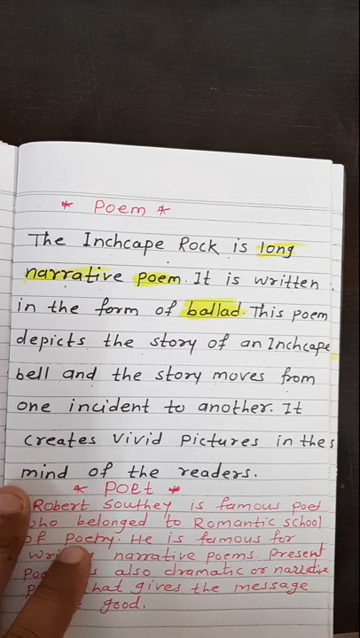 * Poem *
The Inchcape Rock is long
narrative poem. It is written
in the form of ballad. This poem
depicts the story of an Inchcape
bell and the story moves from
one incident to another. It
creates vivid pictures in the
mind of the readers.
* Poet *
Robert Southey is famous poet
who belonged to Romantic school
of Poetry. He is famous for
narrative poems. Present
also dramatic or narrative
that gives the message
good.